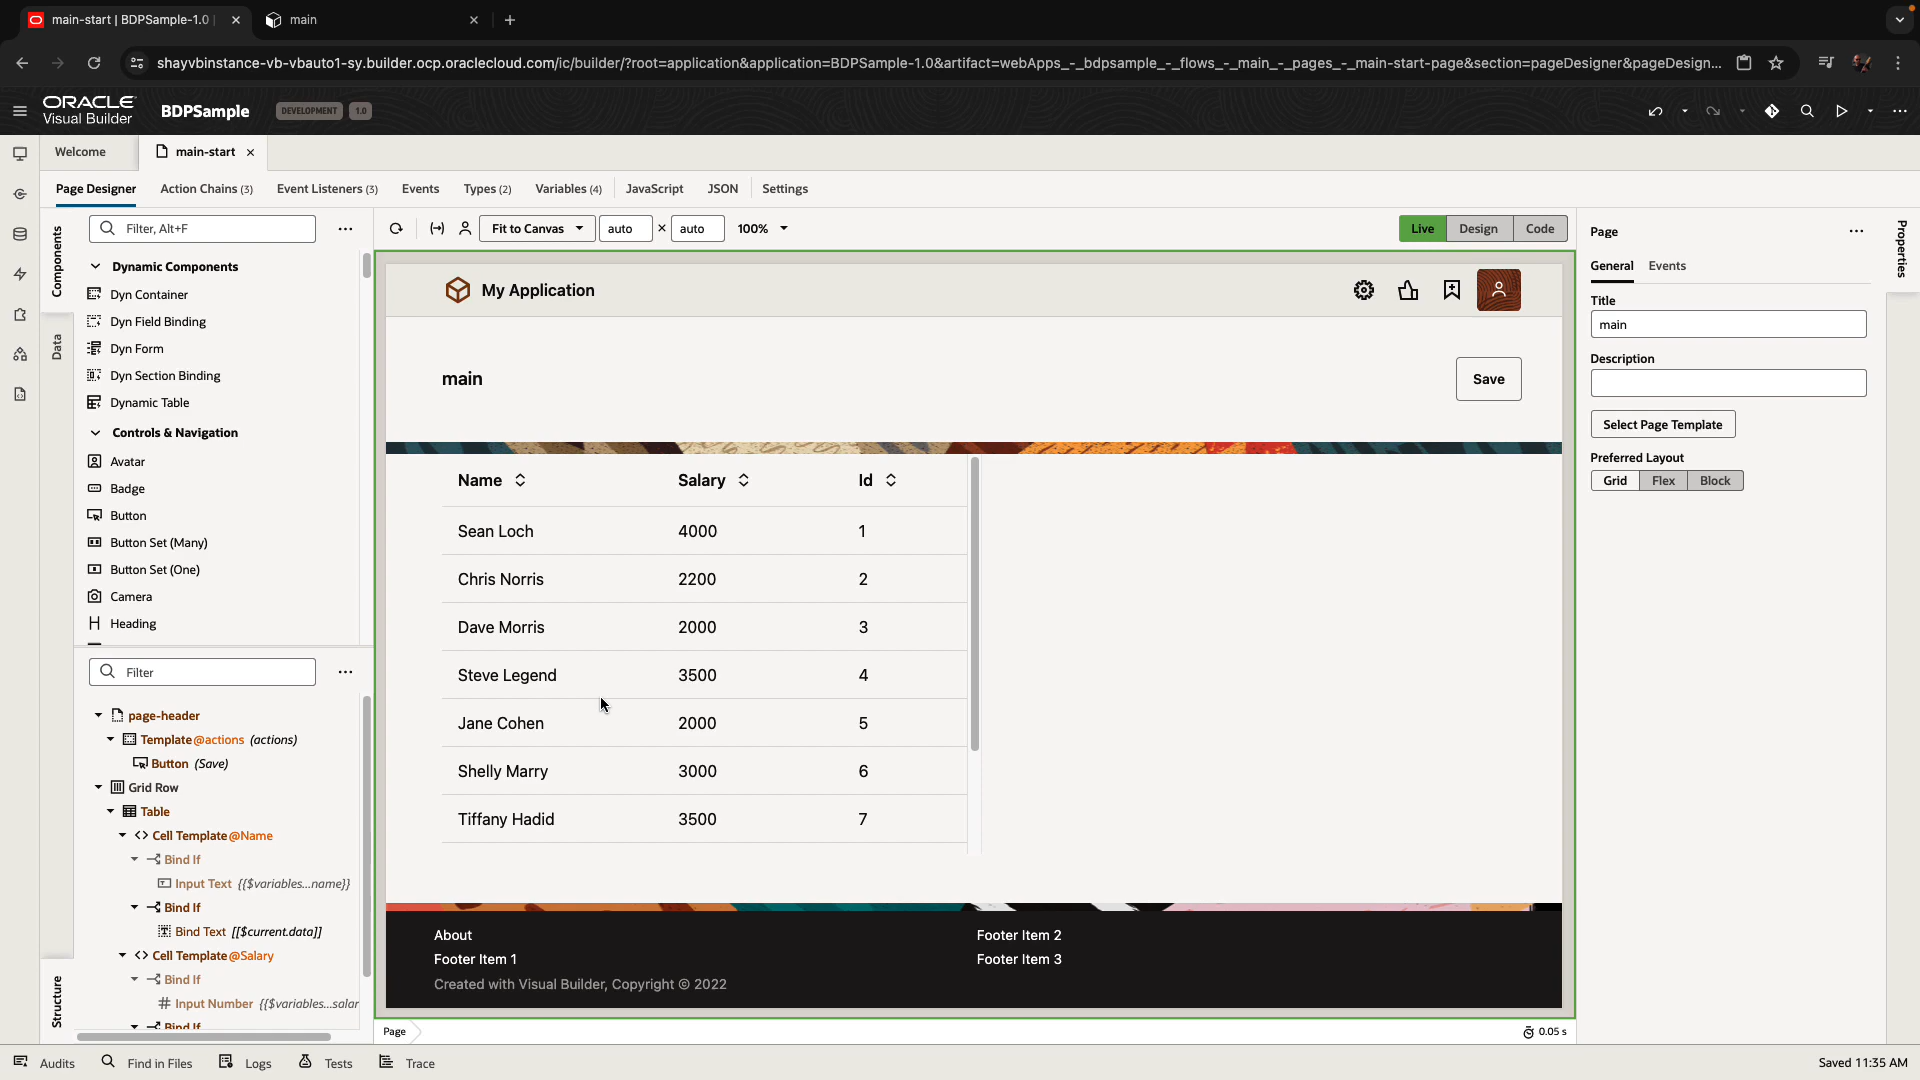 main-start | BDPSample-1.0 |
main
shayvbinstance-vb-vbauto1-sy.builder.ocp.oraclecloud.com/ic/builder/?root=application&application=BDPSample-1.0&artifact=webApps_-_bdpsample_-_flows_-_main_-_pages_-_main-start-page&section=pageDesigner&pageDesign...
ORACLE
Visual Builder
BDPSample
DEVELOPMENT
1.0
Welcome
main-start
Page Designer
Action Chains (3)
Event Listeners (3)
Events
Types (2)
Variables (4)
JavaScript
JSON
Settings
Components
Data
Filter, Alt+F
Dynamic Components
Dyn Container
Dyn Field Binding
Dyn Form
Dyn Section Binding
Dynamic Table
Controls & Navigation
Avatar
Badge
Button
Button Set (Many)
Button Set (One)
Camera
Heading
Structure
Filter
page-header
Template@actions (actions)
Button (Save)
Grid Row
Table
Cell Template@Name
Bind If
Input Text {{$variables...name}}
Bind If
Bind Text [[$current.data]]
Cell Template@Salary
Bind If
Input Number {{$variables...salar
Bind If
Fit to Canvas
auto
×
auto
100%
Live
Design
Code
My Application
main
Save
Name Salary Id
Sean Loch 4000 1
Chris Norris 2200 2
Dave Morris 2000 3
Steve Legend 3500 4
Jane Cohen 2000 5
Shelly Marry 3000 6
Tiffany Hadid 3500 7
About
Footer Item 1
Footer Item 2
Footer Item 3
Created with Visual Builder, Copyright © 2022
Page
0.05 s
Page
General
Events
Title
main
Description
Select Page Template
Preferred Layout
Grid
Flex
Block
Properties
Audits
Find in Files
Logs
Tests
Trace
Saved 11:35 AM